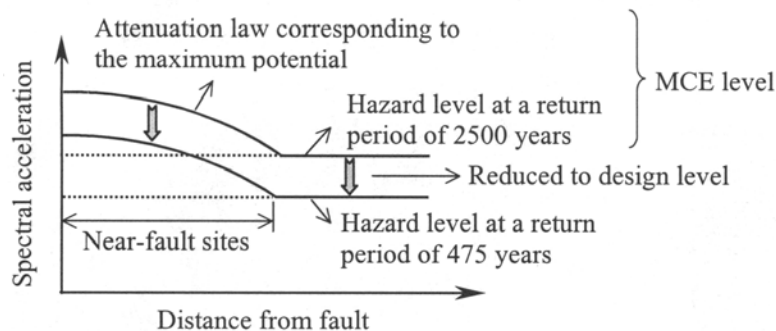 Attenuation law corresponding to
the maximum potential
MCE level
Hazard level at a return
period of 2500 years
Reduced to design level
Near-fault sites
Hazard level at a return
period of 475 years
Spectral acceleration
Distance from fault